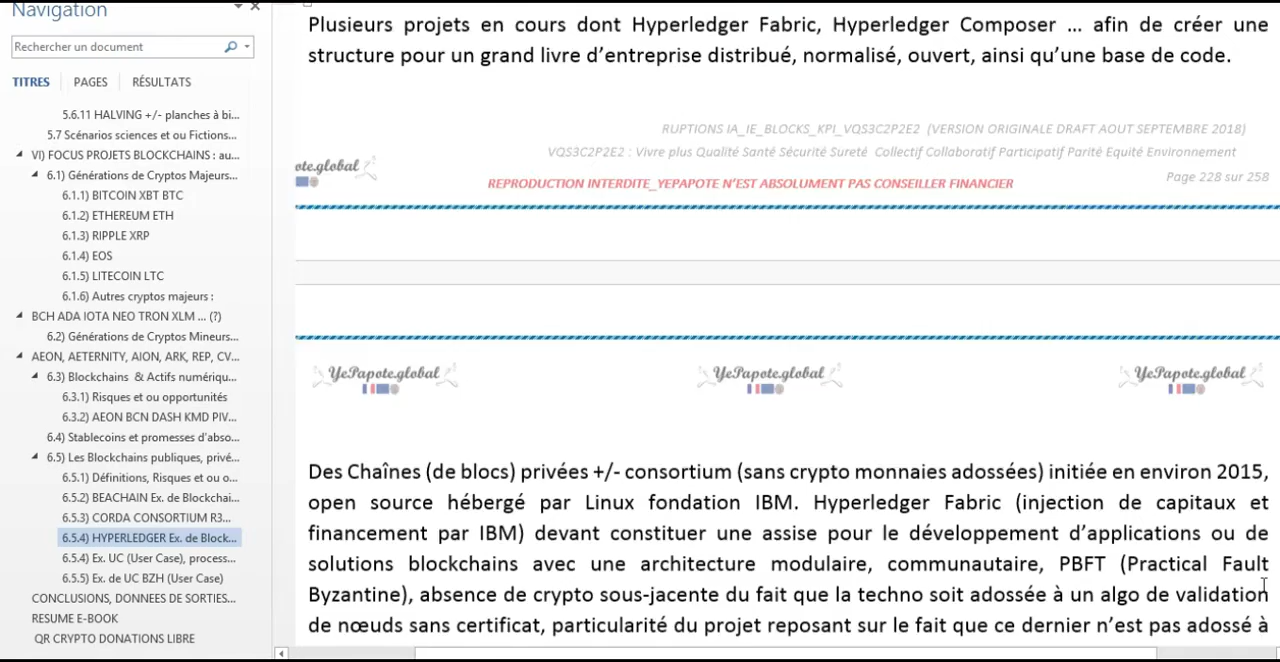 Navigation
Rechercher un document
TITRES PAGES RÉSULTATS
5.6.11 HALVING +/- planches à bi...
5.7 Scénarios sciences et ou Fictions...
VI) FOCUS PROJETS BLOCKCHAINS : au...
6.1) Générations de Cryptos Majeurs...
6.1.1) BITCOIN XBT BTC
6.1.2) ETHEREUM ETH
6.1.3) RIPPLE XRP
6.1.4) EOS
6.1.5) LITECOIN LTC
6.1.6) Autres cryptos majeurs :
BCH ADA IOTA NEO TRON XLM ... (?)
6.2) Générations de Cryptos Mineurs...
AEON, AETERNITY, AION, ARK, REP, CV...
6.3) Blockchains & Actifs numériqu...
6.3.1) Risques et ou opportunités
6.3.2) AEON BCN DASH KMD PIV...
6.4) Stablecoins et promesses d'abso...
6.5) Les Blockchains publiques, privé...
6.5.1) Définitions, Risques et ou o...
6.5.2) BEACHAIN Ex. de Blockchai...
6.5.3) CORDA CONSORTIUM R3...
6.5.4) HYPERLEDGER Ex. de Block...
6.5.4) Ex. UC (User Case), process...
6.5.5) Ex. de UC BZH (User Case)
CONCLUSIONS, DONNEES DE SORTIES...
RESUME E-BOOK
QR CRYPTO DONATIONS LIBRE
Plusieurs projets en cours dont Hyperledger Fabric, Hyperledger Composer ... afin de créer une
structure pour un grand livre d'entreprise distribué, normalisé, ouvert, ainsi qu'une base de code.
RUPTIONS IA_IE_BLOCKS_KPI_VQS3C2P2E2 (VERSION ORIGINALE DRAFT AOUT SEPTEMBRE 2018)
VQS3C2P2E2 : Vivre plus Qualité Santé Sécurité Sureté Collectif Collaboratif Participatif Parité Equité Environnement
ote.global
REPRODUCTION INTERDITE_YEPAPOTE N'EST ABSOLUMENT PAS CONSEILLER FINANCIER
Page 228 sur 258
YePapote.global YePapote.global YePapote.global
Des Chaînes (de blocs) privées +/- consortium (sans crypto monnaies adossées) initiée en environ 2015,
open source hébergé par Linux fondation IBM. Hyperledger Fabric (injection de capitaux et
financement par IBM) devant constituer une assise pour le développement d'applications ou de
solutions blockchains avec une architecture modulaire, communautaire, PBFT (Practical Fault
Byzantine), absence de crypto sous-jacente du fait que la techno soit adossée à un algo de validation
de nœuds sans certificat, particularité du projet reposant sur le fait que ce dernier n'est pas adossé à